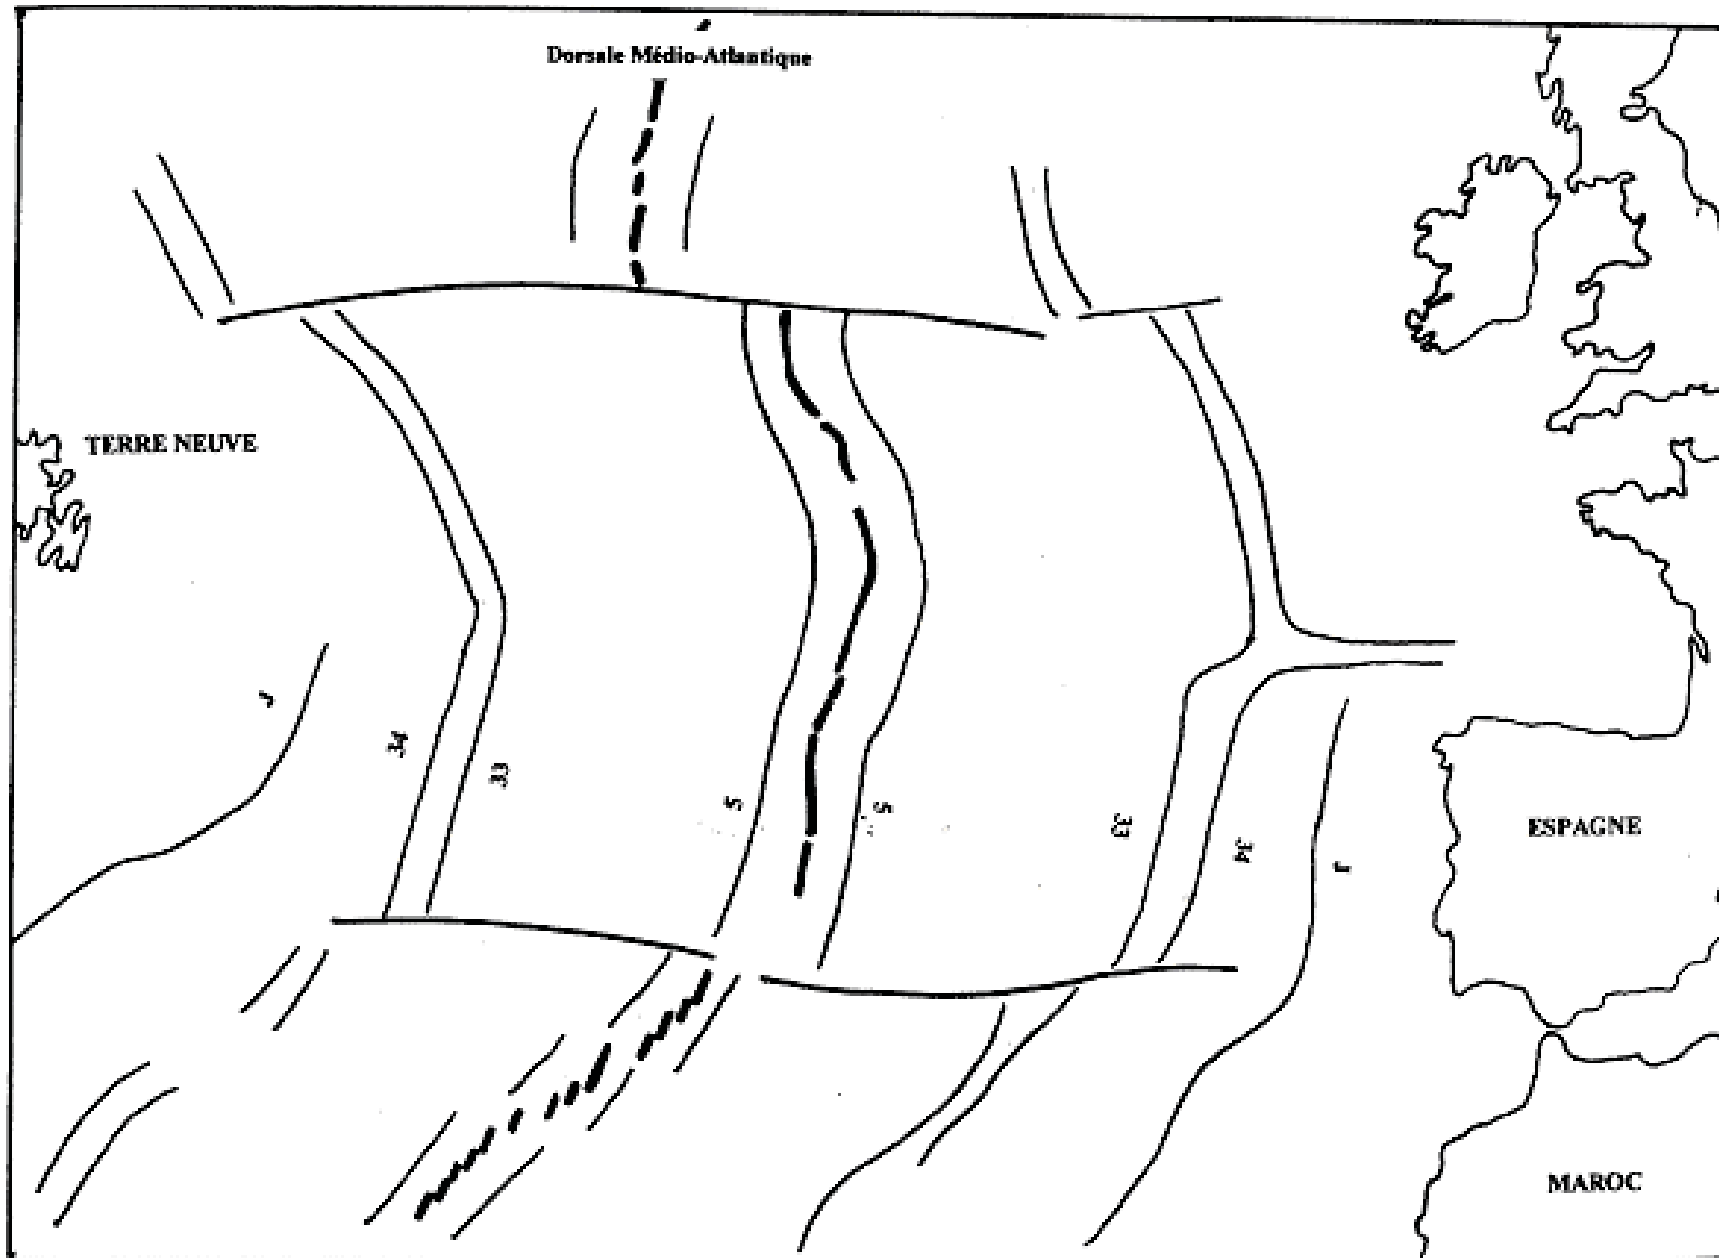 Dorsale Médio-Atlantique
TERRE NEUVE
J
34
33
5
5
33
34
J
ESPAGNE
MAROC